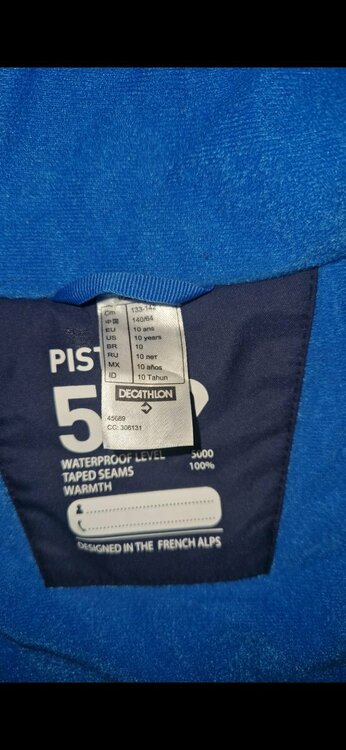 Cm 133-142
中国 140/64
EU 10 ans
US 10 years
BR 10
RU 10 лет
MX 10 años
ID 10 Tahun
DECATHLON
45689
CC: 306131
PIST
5
WATERPROOF LEVEL 5000
TAPED SEAMS 100%
WARMTH
DESIGNED IN THE FRENCH ALPS